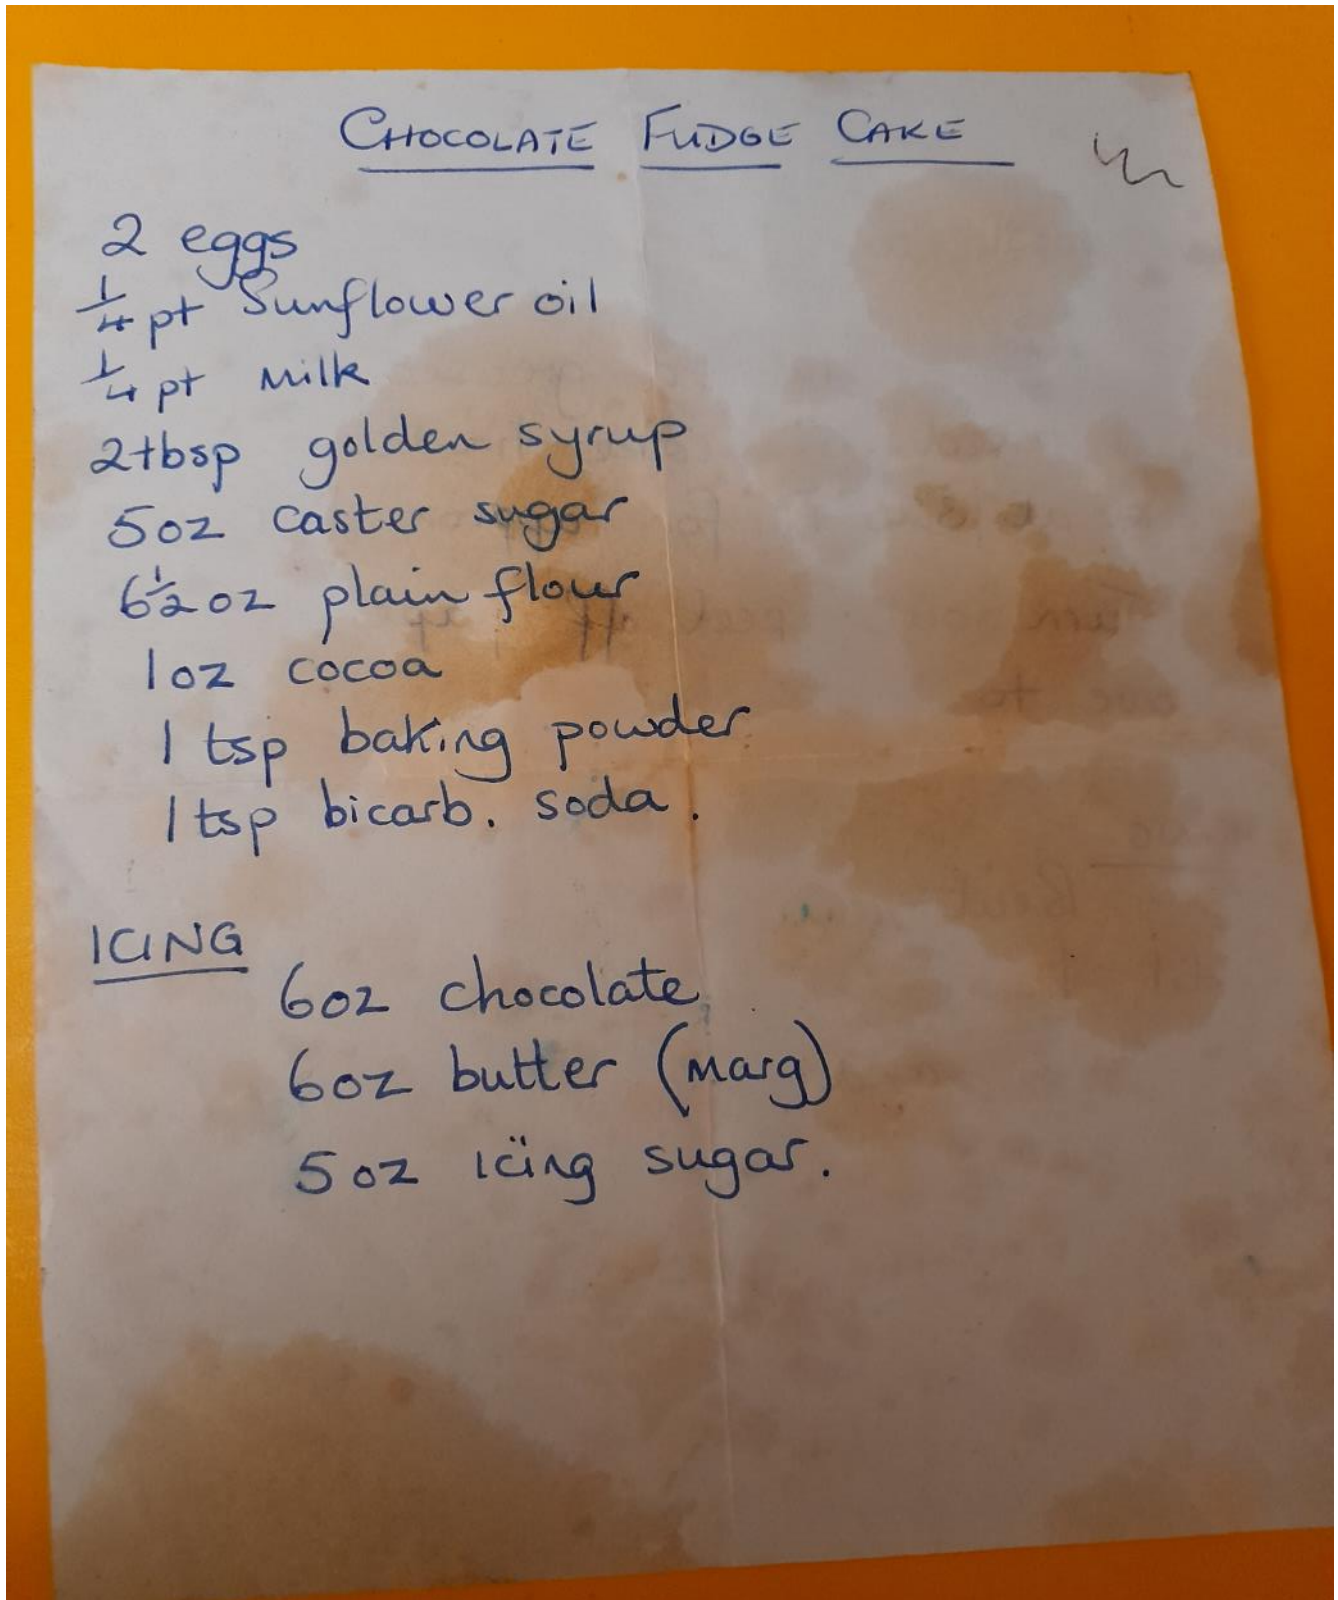 CHOCOLATE FUDGE CAKE
2 eggs
1/4 pt Sunflower oil
1/4 pt Milk
2tbsp golden syrup
5oz caster sugar
6 1/2 oz plain flour
1oz cocoa
1 tsp baking powder
1tsp bicarb. soda.
ICING
6oz chocolate
6oz butter (Marg)
5oz icing sugar.